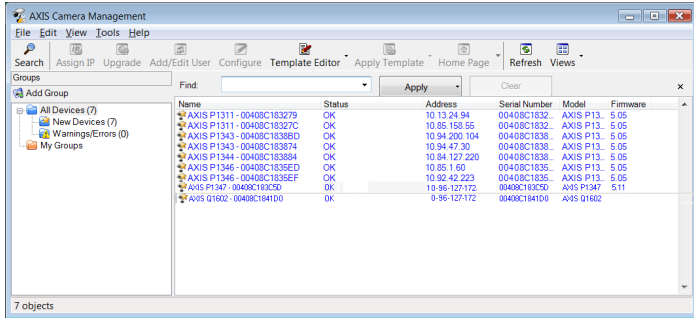 AXIS Camera Management
File Edit View Tools Help
Search Assign IP Upgrade Add/Edit User Configure Template Editor Apply Template Home Page Refresh Views
Groups
Add Group
All Devices (7)
New Devices (7)
Warnings/Errors (0)
My Groups
Find: Apply Clear
Name Status Address Serial Number Model Firmware
AXIS P1311 - 00408C183279 OK 10.13.24.94 00408C1832... AXIS P13... 5.05
AXIS P1311 - 00408C18327C OK 10.85.158.55 00408C1832... AXIS P13... 5.05
AXIS P1343 - 00408C1838BD OK 10.94.200.104 00408C1838... AXIS P13... 5.05
AXIS P1343 - 00408C183874 OK 10.94.47.30 00408C1838... AXIS P13... 5.05
AXIS P1344 - 00408C183884 OK 10.84.127.220 00408C1838... AXIS P13... 5.05
AXIS P1346 - 00408C1835ED OK 10.85.1.60 00408C1835... AXIS P13... 5.05
AXIS P1346 - 00408C1835EF OK 10.92.42.223 00408C1835... AXIS P13... 5.05
AXIS P1347 - 00408C183C5D OK 10-96-127-172 00408C183C5D AXIS P1347 5.11
AXIS Q1602 - 00408C1841D0 OK 0-96-127-172 00408C1841D0 AXIS Q1602
7 objects